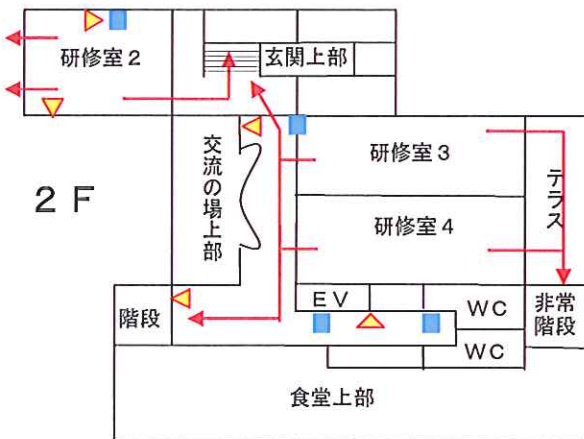 研修室2
玄関上部
2F
交流の場上部
研修室3
テラス
研修室4
階段
EV
WC
非常
階段
WC
食堂上部